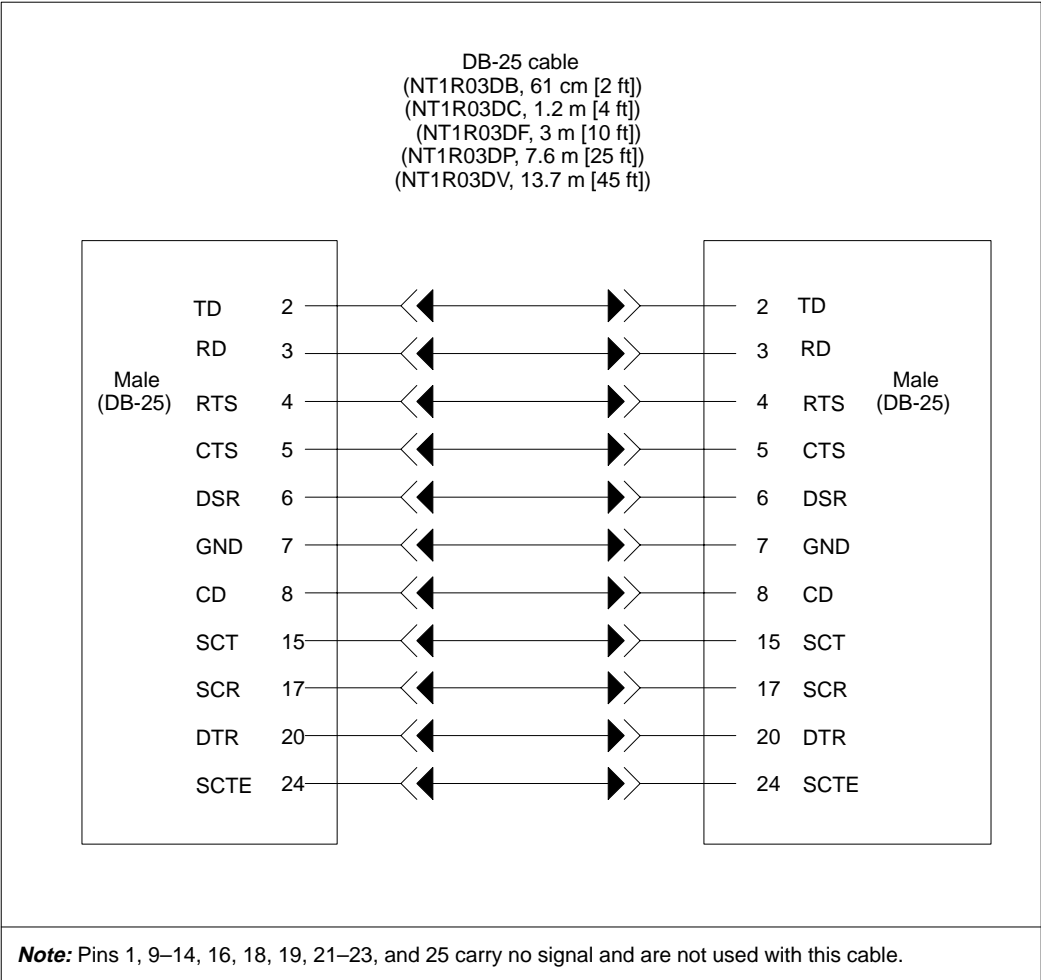 DB-25 cable
(NT1R03DB, 61 cm [2 ft])
(NT1R03DC, 1.2 m [4 ft])
(NT1R03DF, 3 m [10 ft])
(NT1R03DP, 7.6 m [25 ft])
(NT1R03DV, 13.7 m [45 ft])
TD 2 2 TD
RD 3 3 RD
Male Male
(DB-25) RTS 4 4 RTS (DB-25)
CTS 5 5 CTS
DSR 6 6 DSR
GND 7 7 GND
CD 8 8 CD
SCT 15 15 SCT
SCR 17 17 SCR
DTR 20 20 DTR
SCTE 24 24 SCTE
Note: Pins 1, 9–14, 16, 18, 19, 21–23, and 25 carry no signal and are not used with this cable.